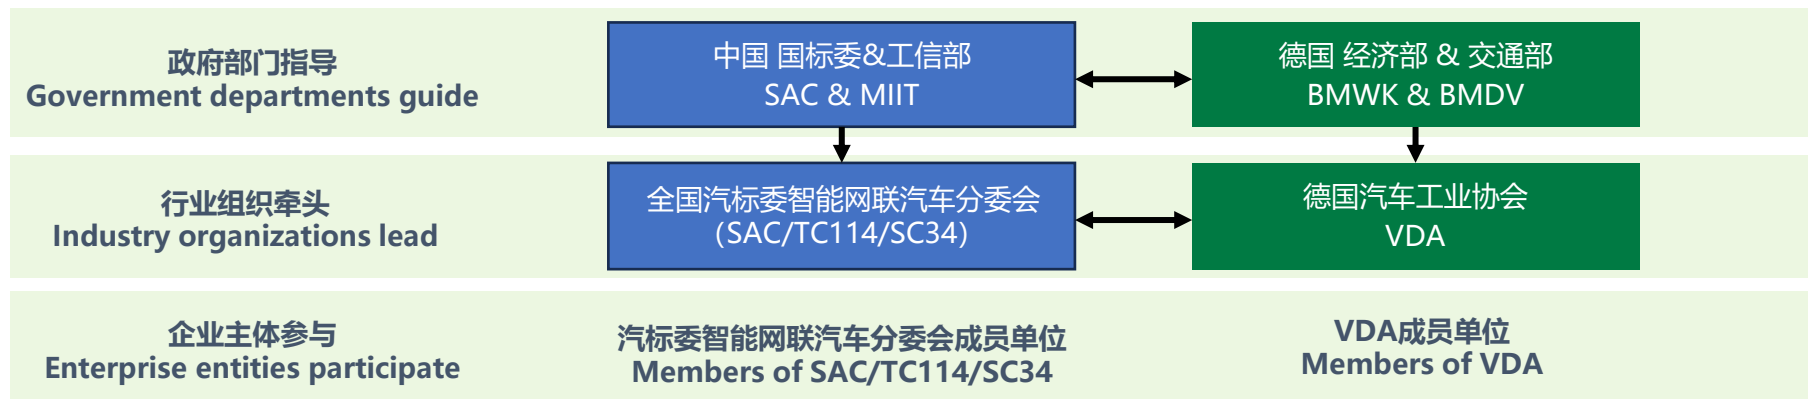 政府部门指导
Government departments guide
中国 国标委&工信部
SAC & MIIT
德国 经济部 & 交通部
BMWK & BMDV
行业组织牵头
Industry organizations lead
全国汽标委智能网联汽车分委会
（SAC/TC114/SC34）
德国汽车工业协会
VDA
企业主体参与
Enterprise entities participate
汽标委智能网联汽车分委会成员单位
Members of SAC/TC114/SC34
VDA成员单位
Members of VDA